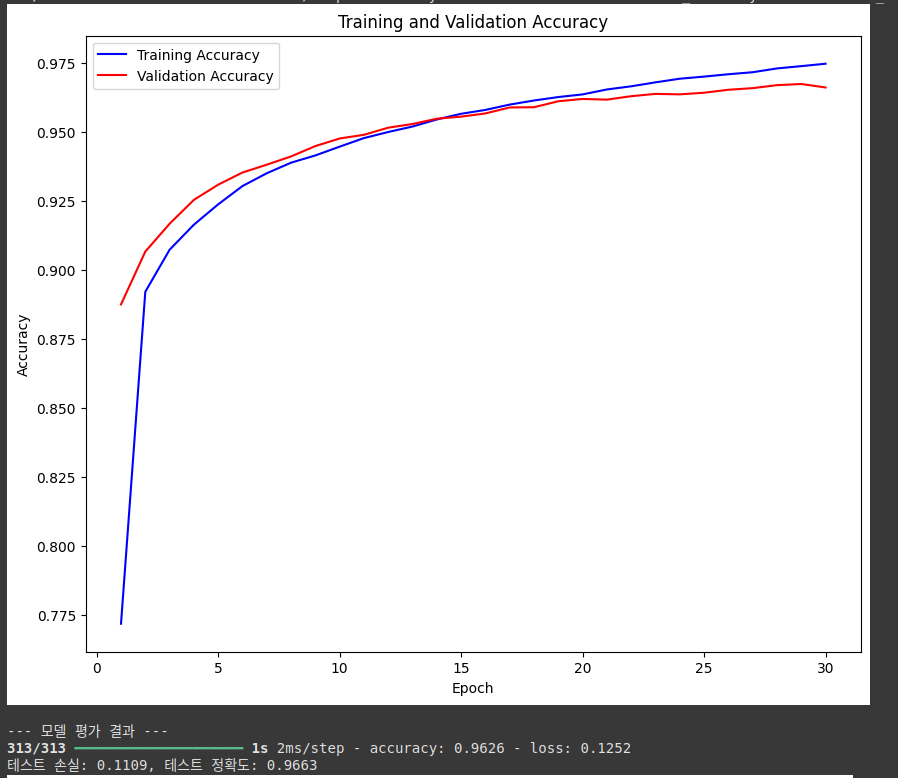 Training and Validation Accuracy
Training Accuracy
Validation Accuracy
0.975
0.950
0.925
0.900
0.875
0.850
0.825
0.800
0.775
Accuracy
0 5 10 15 20 25 30
Epoch
--- 모델 평가 결과 ---
313/313 ━━━━━━━━━━━━━━━━━━━━ 1s 2ms/step - accuracy: 0.9626 - loss: 0.1252
테스트 손실: 0.1109, 테스트 정확도: 0.9663